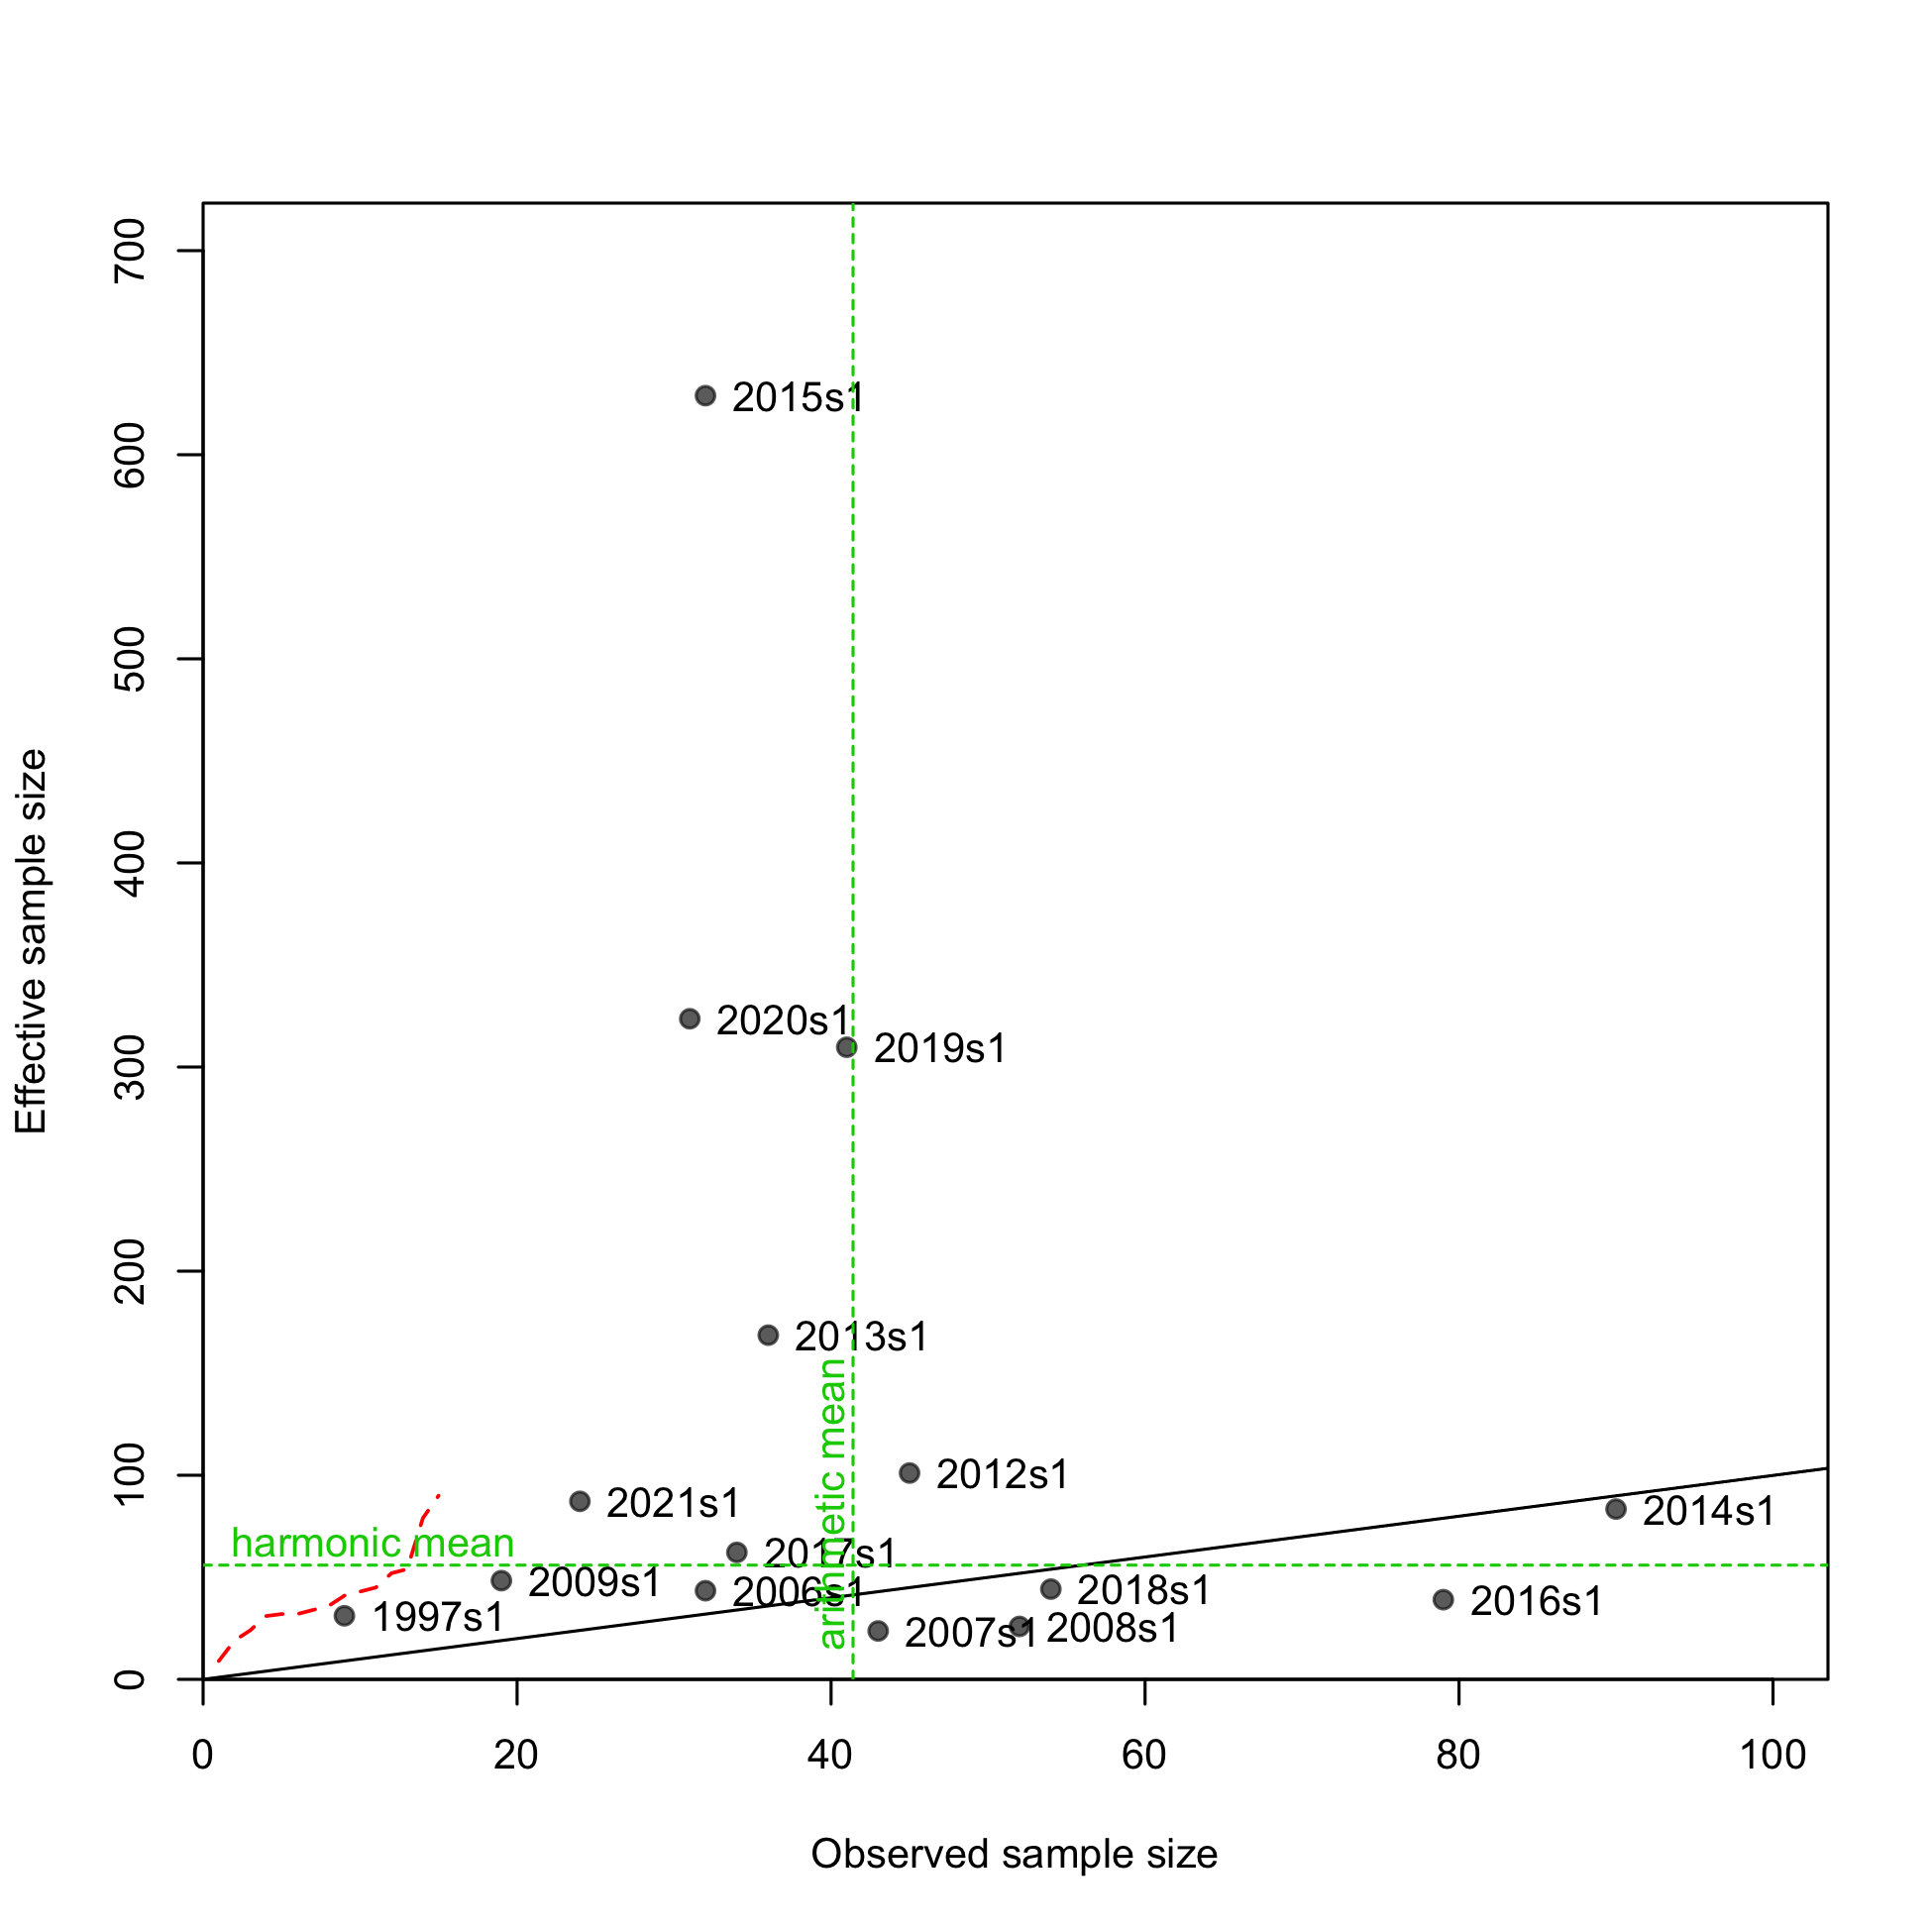 700
600
500
400
300
200
100
0
Effective sample size
2015s1
2020s1
2019s1
2013s1
arithmetic mean
2012s1
2021s1
2014s1
harmonic mean
2017s1
2009s1
2006s1
2018s1
2016s1
1997s1
2007s1
2008s1
0 20 40 60 80 100
Observed sample size